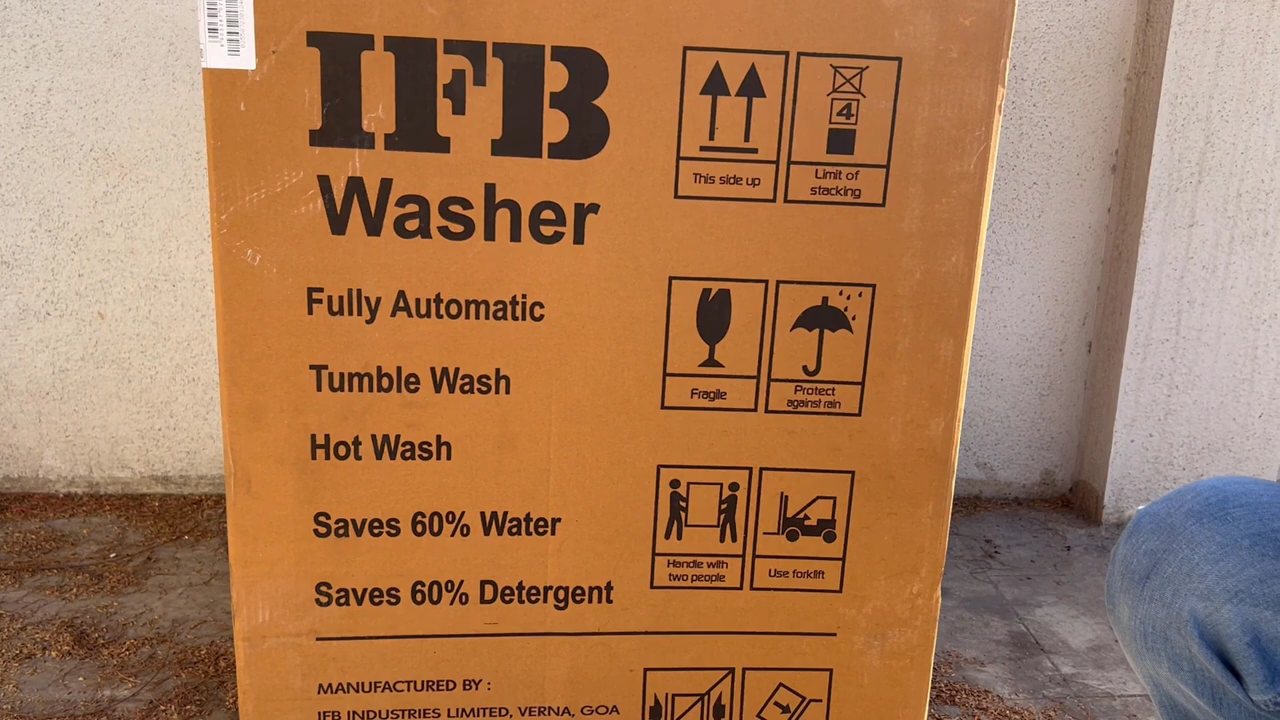 IFB
Washer
Fully Automatic
Tumble Wash
Hot Wash
Saves 60% Water
Saves 60% Detergent
MANUFACTURED BY :
IFB INDUSTRIES LIMITED, VERNA, GOA
This side up
4
Limit of
stacking
Fragile
Protect
against rain
Handle with
two people
Use forklift